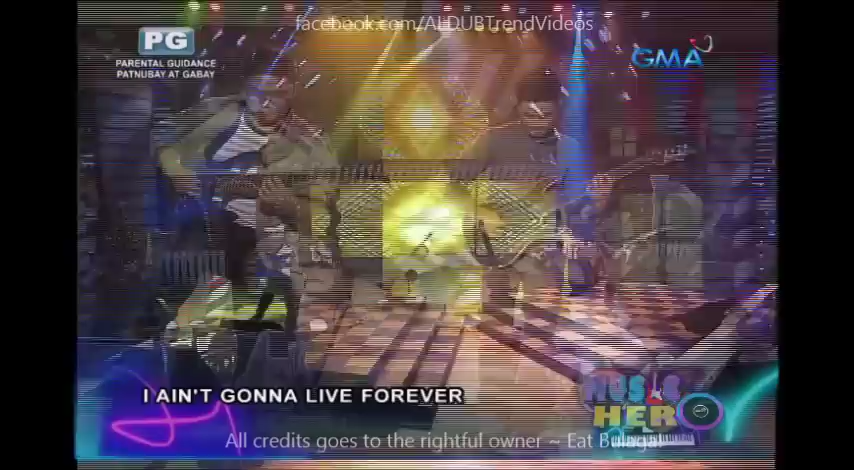 facebook.com/ALDUBTrendVideos
PG
PARENTAL GUIDANCE
PATNUBAY AT GABAY
GMA
I AIN'T GONNA LIVE FOREVER
MUSIC
HERO
All credits goes to the rightful owner ~ Eat Bulaga!